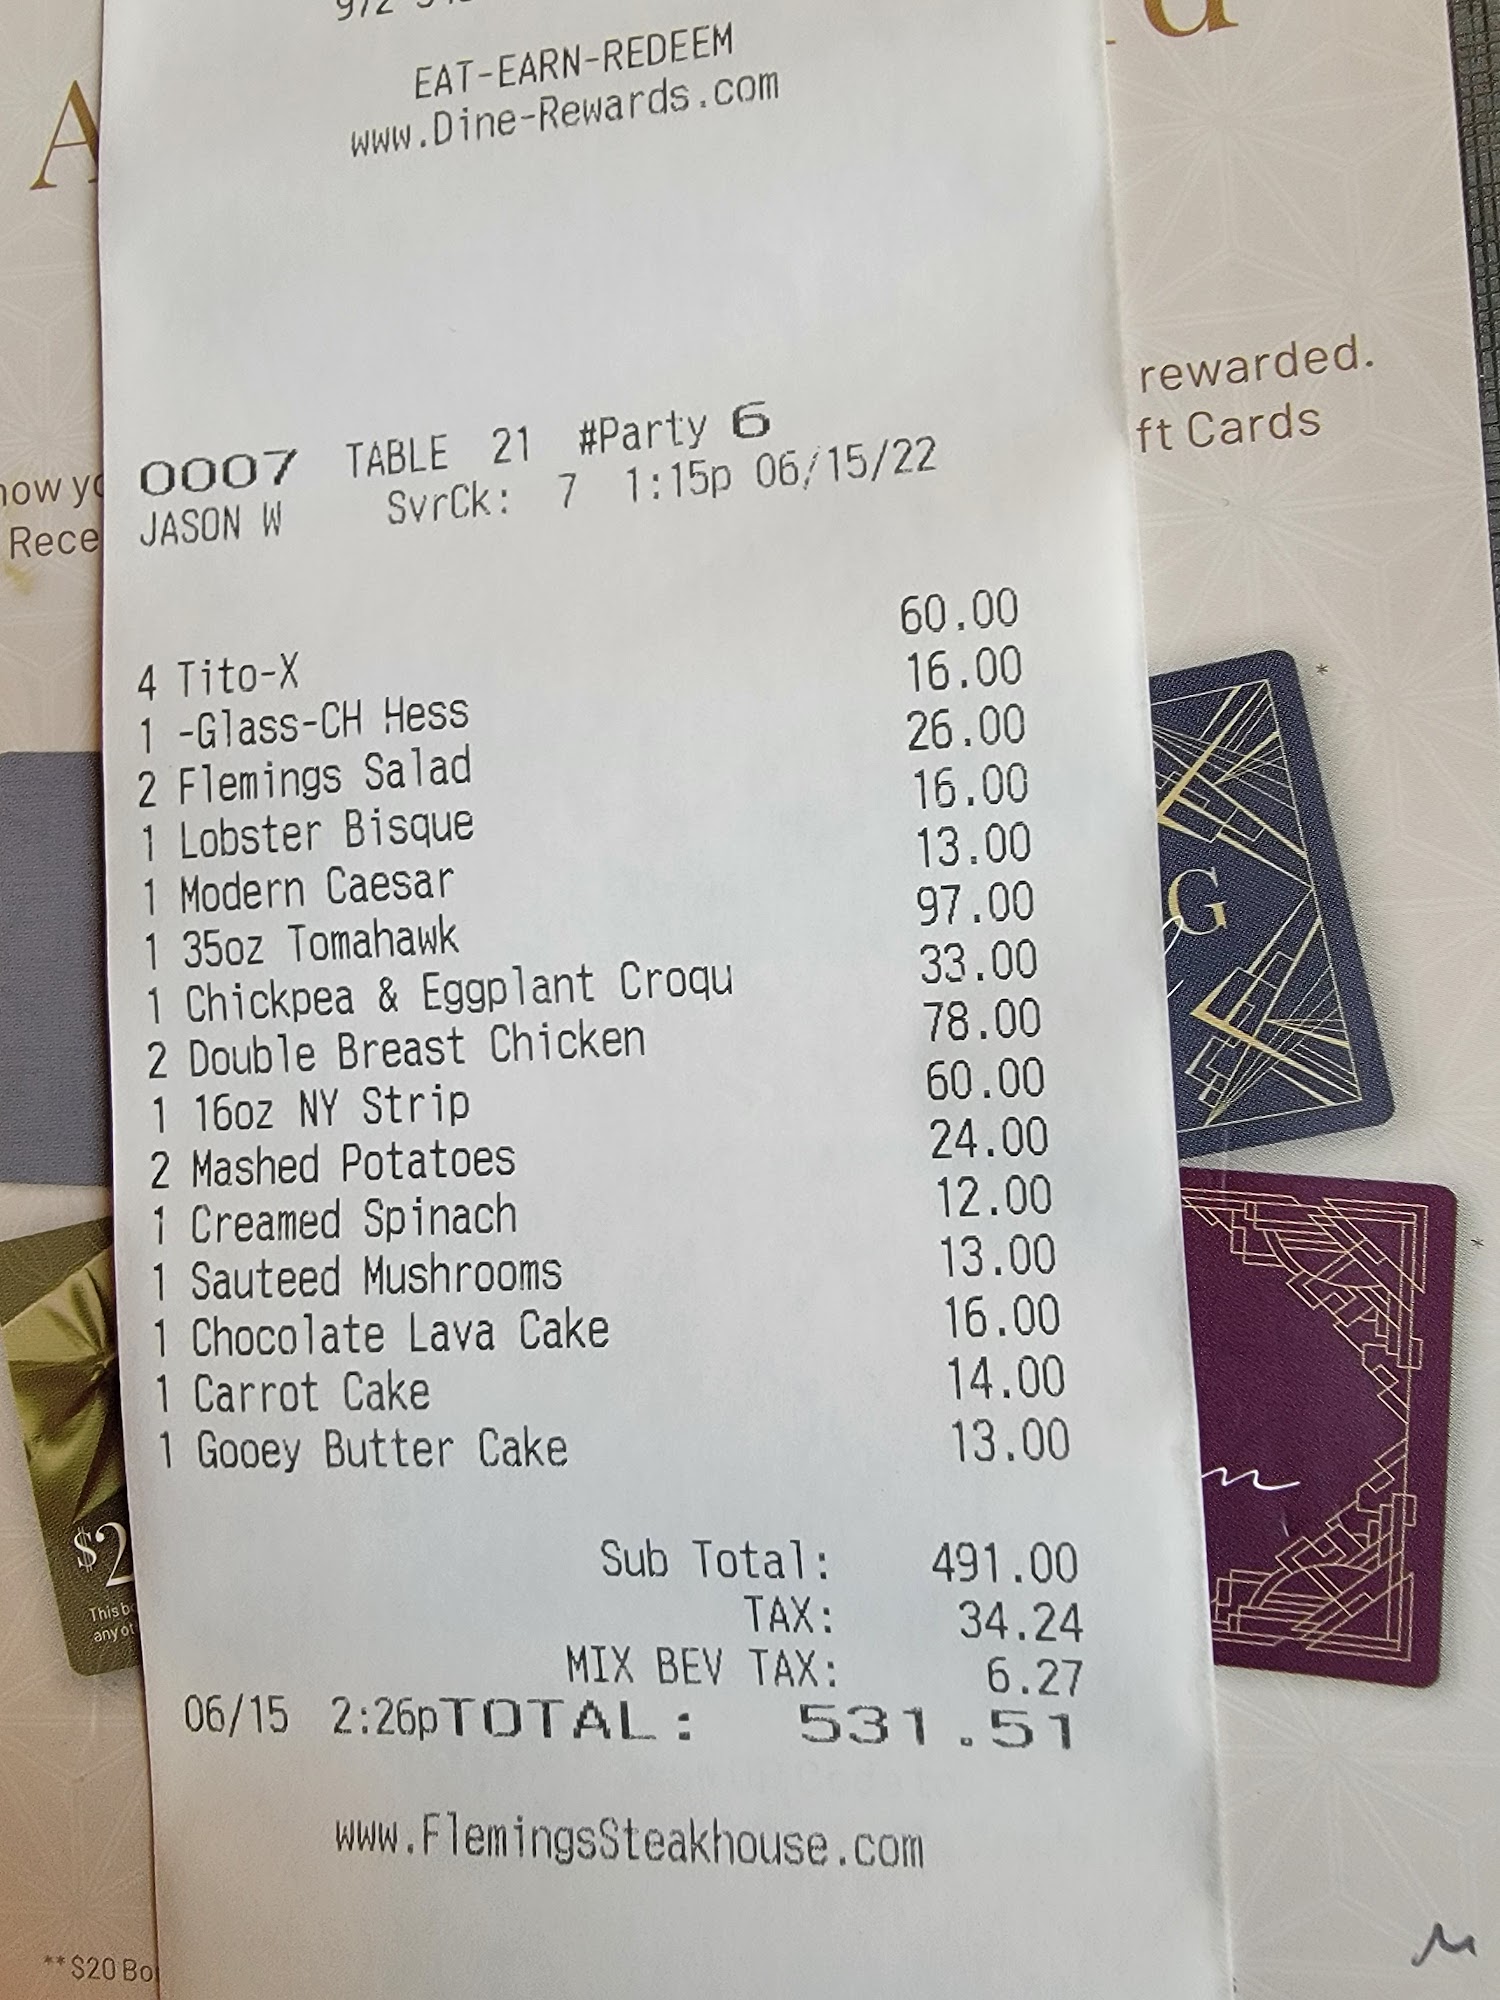 EAT-EARN-REDEEM
www.Dine-Rewards.com
rewarded.
ft Cards
0007 TABLE 21 #Party 6
JASON W SvrCk: 7 1:15p 06/15/22
Rece
4 Tito-X 60.00
1 -Glass-CH Hess 16.00
2 Flemings Salad 26.00
1 Lobster Bisque 16.00
1 Modern Caesar 13.00
1 35oz Tomahawk 97.00
1 Chickpea & Eggplant Croqu 33.00
2 Double Breast Chicken 78.00
1 16oz NY Strip 60.00
2 Mashed Potatoes 24.00
1 Creamed Spinach 12.00
1 Sauteed Mushrooms 13.00
1 Chocolate Lava Cake 16.00
1 Carrot Cake 14.00
1 Gooey Butter Cake 13.00
Sub Total: 491.00
TAX: 34.24
MIX BEV TAX: 6.27
06/15 2:26pTOTAL: 531.51
www.FlemingsSteakhouse.com
G
$2
**$20 Bo